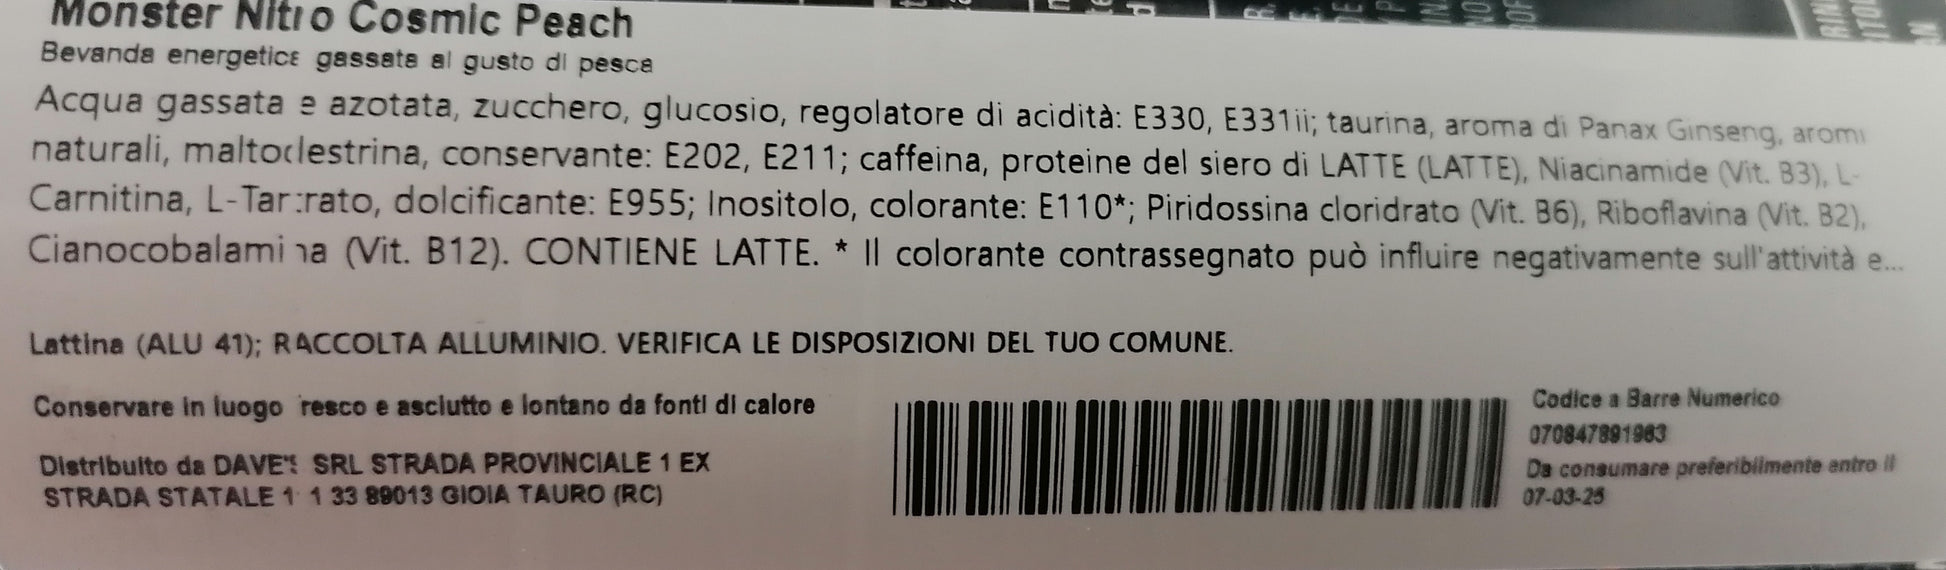 Monster Nitro Cosmic Peach
Bevanda energetica gassata al gusto di pesca
Acqua gassata e azotata, zucchero, glucosio, regolatore di acidità: E330, E331ii; taurina, aroma di Panax Ginseng, aromi
naturali, maltodestrina, conservante: E202, E211; caffeina, proteine del siero di LATTE (LATTE), Niacinamide (Vit. B3), L-
Carnitina, L-Tartrato, dolcificante: E955; Inositolo, colorante: E110*; Piridossina cloridrato (Vit. B6), Riboflavina (Vit. B2),
Cianocobalamina (Vit. B12). CONTIENE LATTE. * Il colorante contrassegnato può influire negativamente sull'attività e...
Lattina (ALU 41); RACCOLTA ALLUMINIO. VERIFICA LE DISPOSIZIONI DEL TUO COMUNE.
Conservare in luogo fresco e asciutto e lontano da fonti di calore
Distribuito da DAVE'S SRL STRADA PROVINCIALE 1 EX
STRADA STATALE 33 89013 GIOIA TAURO (RC)
Codice a Barre Numerico
070847891963
Da consumare preferibilmente entro il
07-03-25